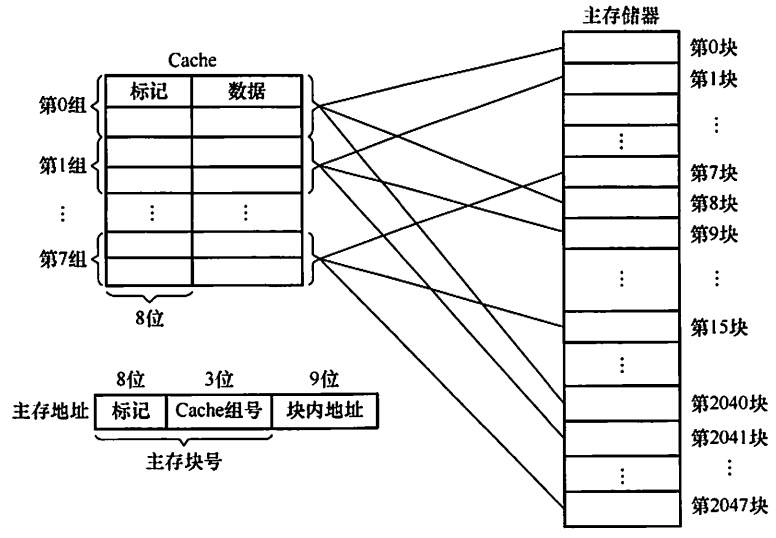 主存储器
第0块
第1块
⋮
⋮
第7块
第8块
第9块
⋮
⋮
第15块
⋮
第2040块
第2041块
⋮
⋮
第2047块
Cache
标记 数据
第0组
第1组
⋮ ⋮ ⋮
第7组
8位
8位 3位 9位
主存地址 标记 Cache组号 块内地址
主存块号